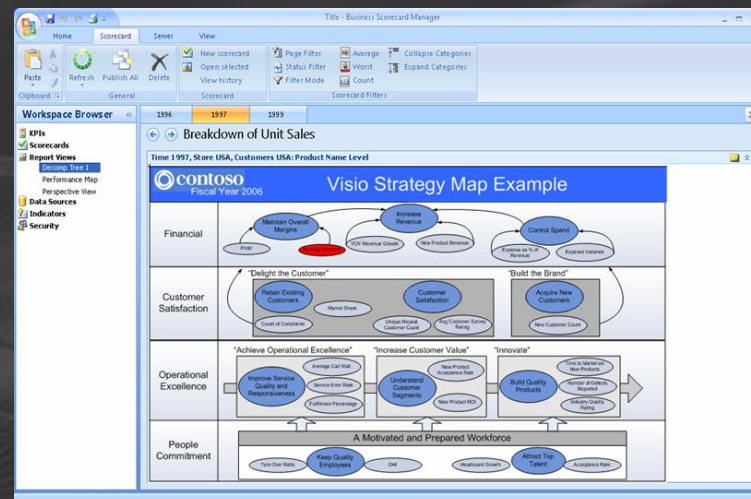 Title - Business Scorecard Manager
Home Scorecard Server View
Paste
Refresh
Publish All
Delete
New scorecard
Open selected
View history
Page Filter
Status Filter
Filter Mode
Average
Worst
Count
Collapse Categories
Expand Categories
Clipboard
General
Scorecard
Scorecard Filters
Workspace Browser «
KPIs
Scorecards
Report Views
Decomp Tree 1
Performance Map
Perspective View
Data Sources
Indicators
Security
1996 1997 1999
Breakdown of Unit Sales
Time 1997, Store USA, Customers USA: Product Name Level
contoso
Fiscal Year 2006
Visio Strategy Map Example
Financial
Maintain Overall
Margins
Increase
Revenue
Control Spend
Profit
YOY Revenue Growth
New Product Revenue
Expense as % of
Revenue
Expense Variance
Customer
Satisfaction
"Delight the Customer"
"Build the Brand"
Retain Existing
Customers
Customer
Satisfaction
Acquire New
Customers
Count of Complaints
Market Share
Unique Repeat
Customer Count
Avg Customer Survey
Rating
New Customer Count
Operational
Excellence
"Achieve Operational Excellence"
"Increase Customer Value"
"Innovate"
Improve Service
Quality and
Responsiveness
Average Call Wait
Service Error Rate
Fulfillment Percentage
Understand
Customer
Segments
New Product
Acceptance Rate
New Product ROI
Build Quality
Products
Time to Market on
New Products
Number of Defects
Reported
Industry Quality
Rating
People
Commitment
A Motivated and Prepared Workforce
Turn Over Ratio
Keep Quality
Employees
OHI
Headcount Growth
Attract Top
Talent
Acceptance Rate